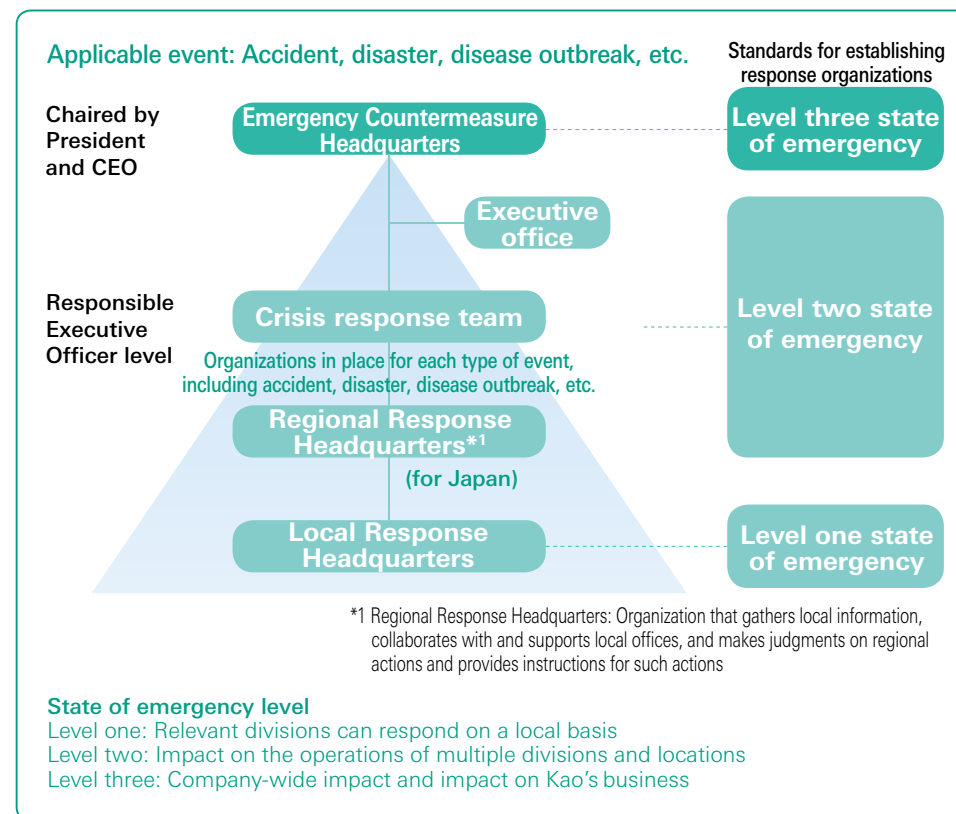 Applicable event: Accident, disaster, disease outbreak, etc.
Standards for establishing
response organizations
Chaired by
President
and CEO
Emergency Countermeasure
Headquarters
Level three state
of emergency
Executive
office
Responsible
Executive
Officer level
Crisis response team
Level two state
of emergency
Organizations in place for each type of event,
including accident, disaster, disease outbreak, etc.
Regional Response
Headquarters*1
(for Japan)
Local Response
Headquarters
Level one state
of emergency
*1 Regional Response Headquarters: Organization that gathers local information,
collaborates with and supports local offices, and makes judgments on regional
actions and provides instructions for such actions
State of emergency level
Level one: Relevant divisions can respond on a local basis
Level two: Impact on the operations of multiple divisions and locations
Level three: Company-wide impact and impact on Kao's business